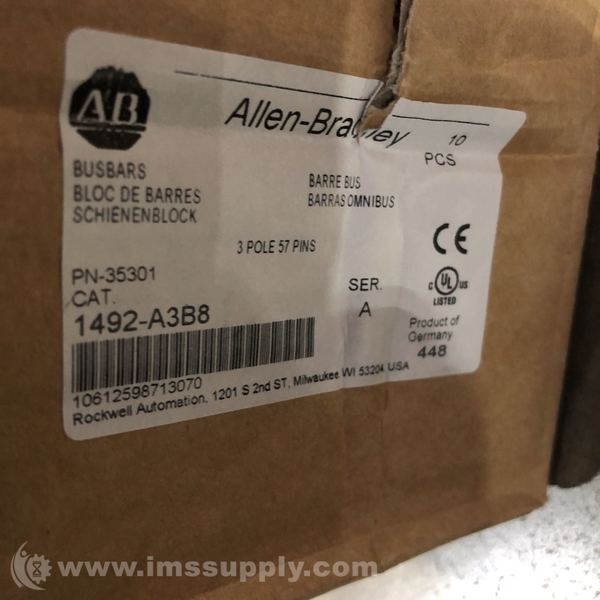 AB
Allen-Bradley
10
PCS
BUSBARS
BLOC DE BARRES
SCHIENENBLOCK
BARRE BUS
BARRAS OMNIBUS
3 POLE 57 PINS
CE
PN-35301
CAT.
1492-A3B8
SER.
A
C UL US
LISTED
Product of
Germany
448
10612598713070
Rockwell Automation, 1201 S 2nd ST, Milwaukee WI 53204 USA
www.imssupply.com